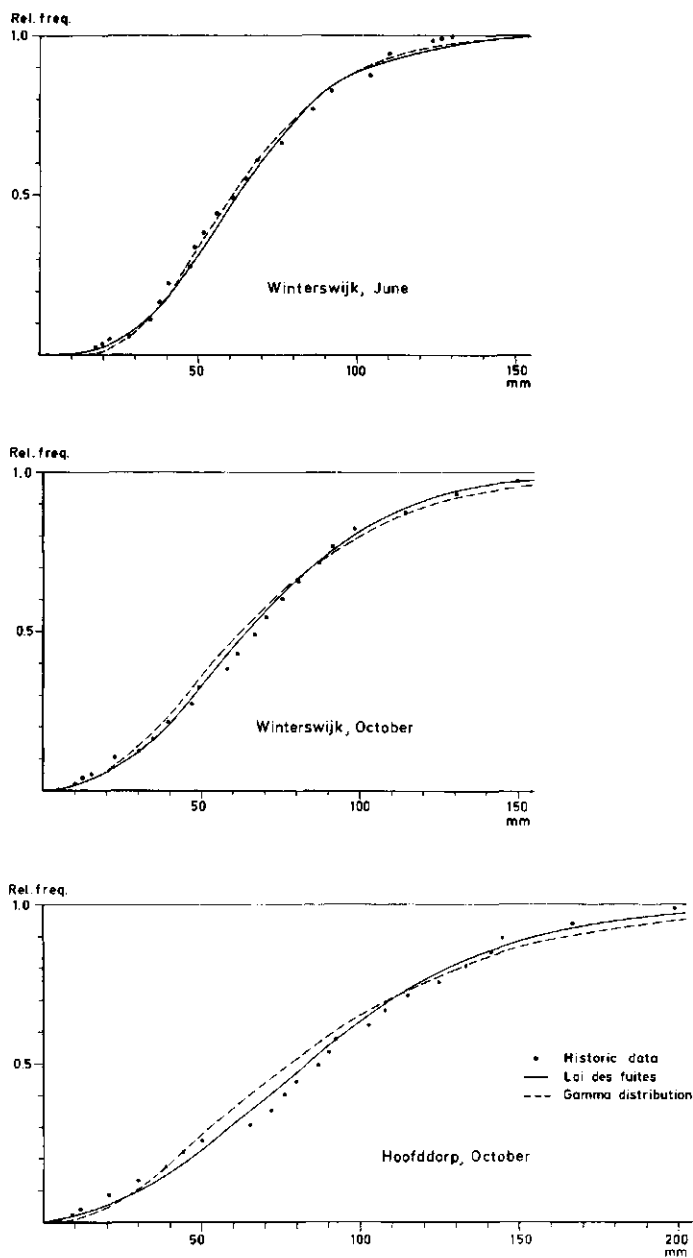 Rel. freq.
1.0
0.5
Winterswijk, June
50 100 150
mm
Rel. freq.
1.0
0.5
Winterswijk, October
50 100 150
mm
Rel. freq.
1.0
0.5
Historic data
Loi des fuites
Gamma distribution
Hoofddorp, October
50 100 150 200
mm